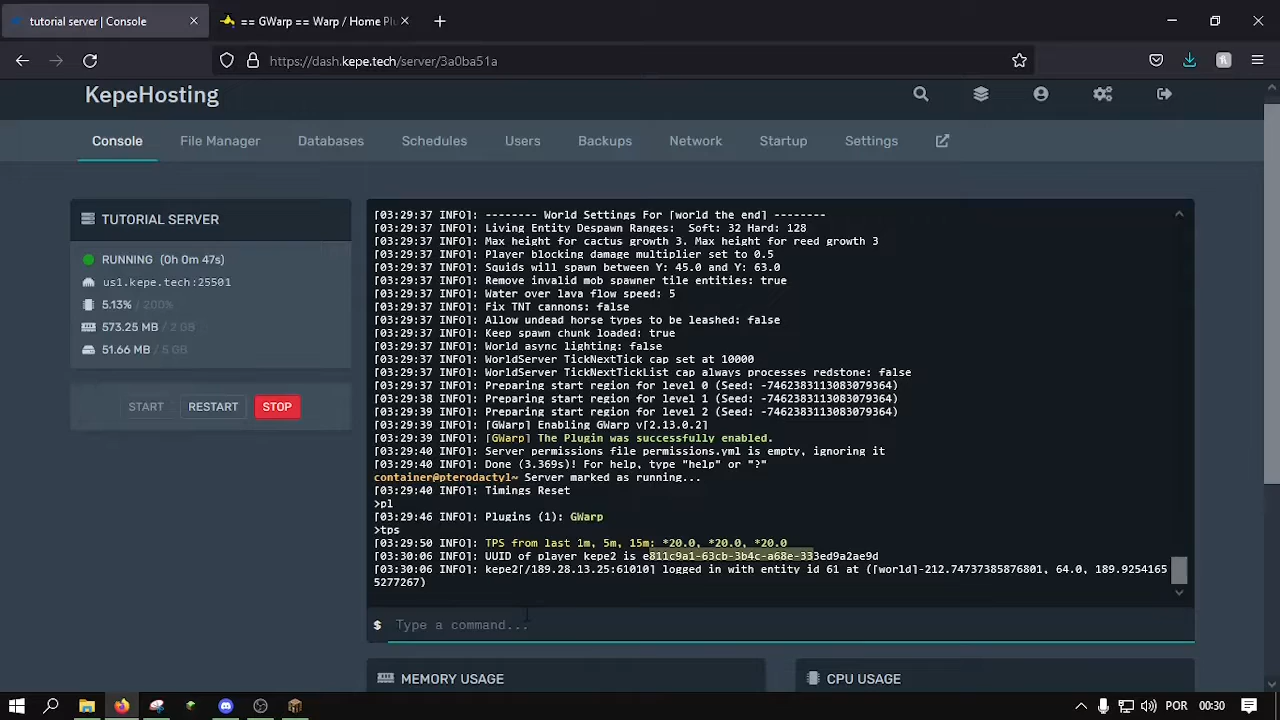 tutorial server | Console
== GWarp == Warp / Home Pl
https://dash.kepe.tech/server/3a0ba51a
KepeHosting
Console File Manager Databases Schedules Users Backups Network Startup Settings
TUTORIAL SERVER
RUNNING (0h 0m 47s)
us1.kepe.tech:25501
5.13% / 200%
573.25 MB / 2 GB
51.66 MB / 5 GB
START RESTART STOP
[03:29:37 INFO]: -------- World Settings For [world the end] --------
[03:29:37 INFO]: Living Entity Despawn Ranges:  Soft: 32 Hard: 128
[03:29:37 INFO]: Max height for cactus growth 3. Max height for reed growth 3
[03:29:37 INFO]: Player blocking damage multiplier set to 0.5
[03:29:37 INFO]: Squids will spawn between Y: 45.0 and Y: 63.0
[03:29:37 INFO]: Remove invalid mob spawner tile entities: true
[03:29:37 INFO]: Water over lava flow speed: 5
[03:29:37 INFO]: Fix TNT cannons: false
[03:29:37 INFO]: Allow undead horse types to be leashed: false
[03:29:37 INFO]: Keep spawn chunk loaded: true
[03:29:37 INFO]: World async lighting: false
[03:29:37 INFO]: WorldServer TickNextTick cap set at 10000
[03:29:37 INFO]: WorldServer TickNextTickList cap always processes redstone: false
[03:29:37 INFO]: Preparing start region for level 0 (Seed: -7462383113083079364)
[03:29:38 INFO]: Preparing start region for level 1 (Seed: -7462383113083079364)
[03:29:39 INFO]: Preparing start region for level 2 (Seed: -7462383113083079364)
[03:29:39 INFO]: [GWarp] Enabling GWarp v[2.13.0.2]
[03:29:39 INFO]: [GWarp] The Plugin was successfully enabled.
[03:29:40 INFO]: Server permissions file permissions.yml is empty, ignoring it
[03:29:40 INFO]: Done (3.369s)! For help, type "help" or "?"
container@pterodactyl~ Server marked as running...
[03:29:40 INFO]: Timings Reset
>pl
[03:29:46 INFO]: Plugins (1): GWarp
>tps
[03:29:50 INFO]: TPS from last 1m, 5m, 15m: *20.0, *20.0, *20.0
[03:30:06 INFO]: UUID of player kepe2 is e811c9a1-63cb-3b4c-a68e-333ed9a2ae9d
[03:30:06 INFO]: kepe2[/189.28.13.25:61010] logged in with entity id 61 at ([world]-212.74737385876801, 64.0, 189.9254165
5277267)
$ Type a command...
MEMORY USAGE
CPU USAGE
POR 00:30